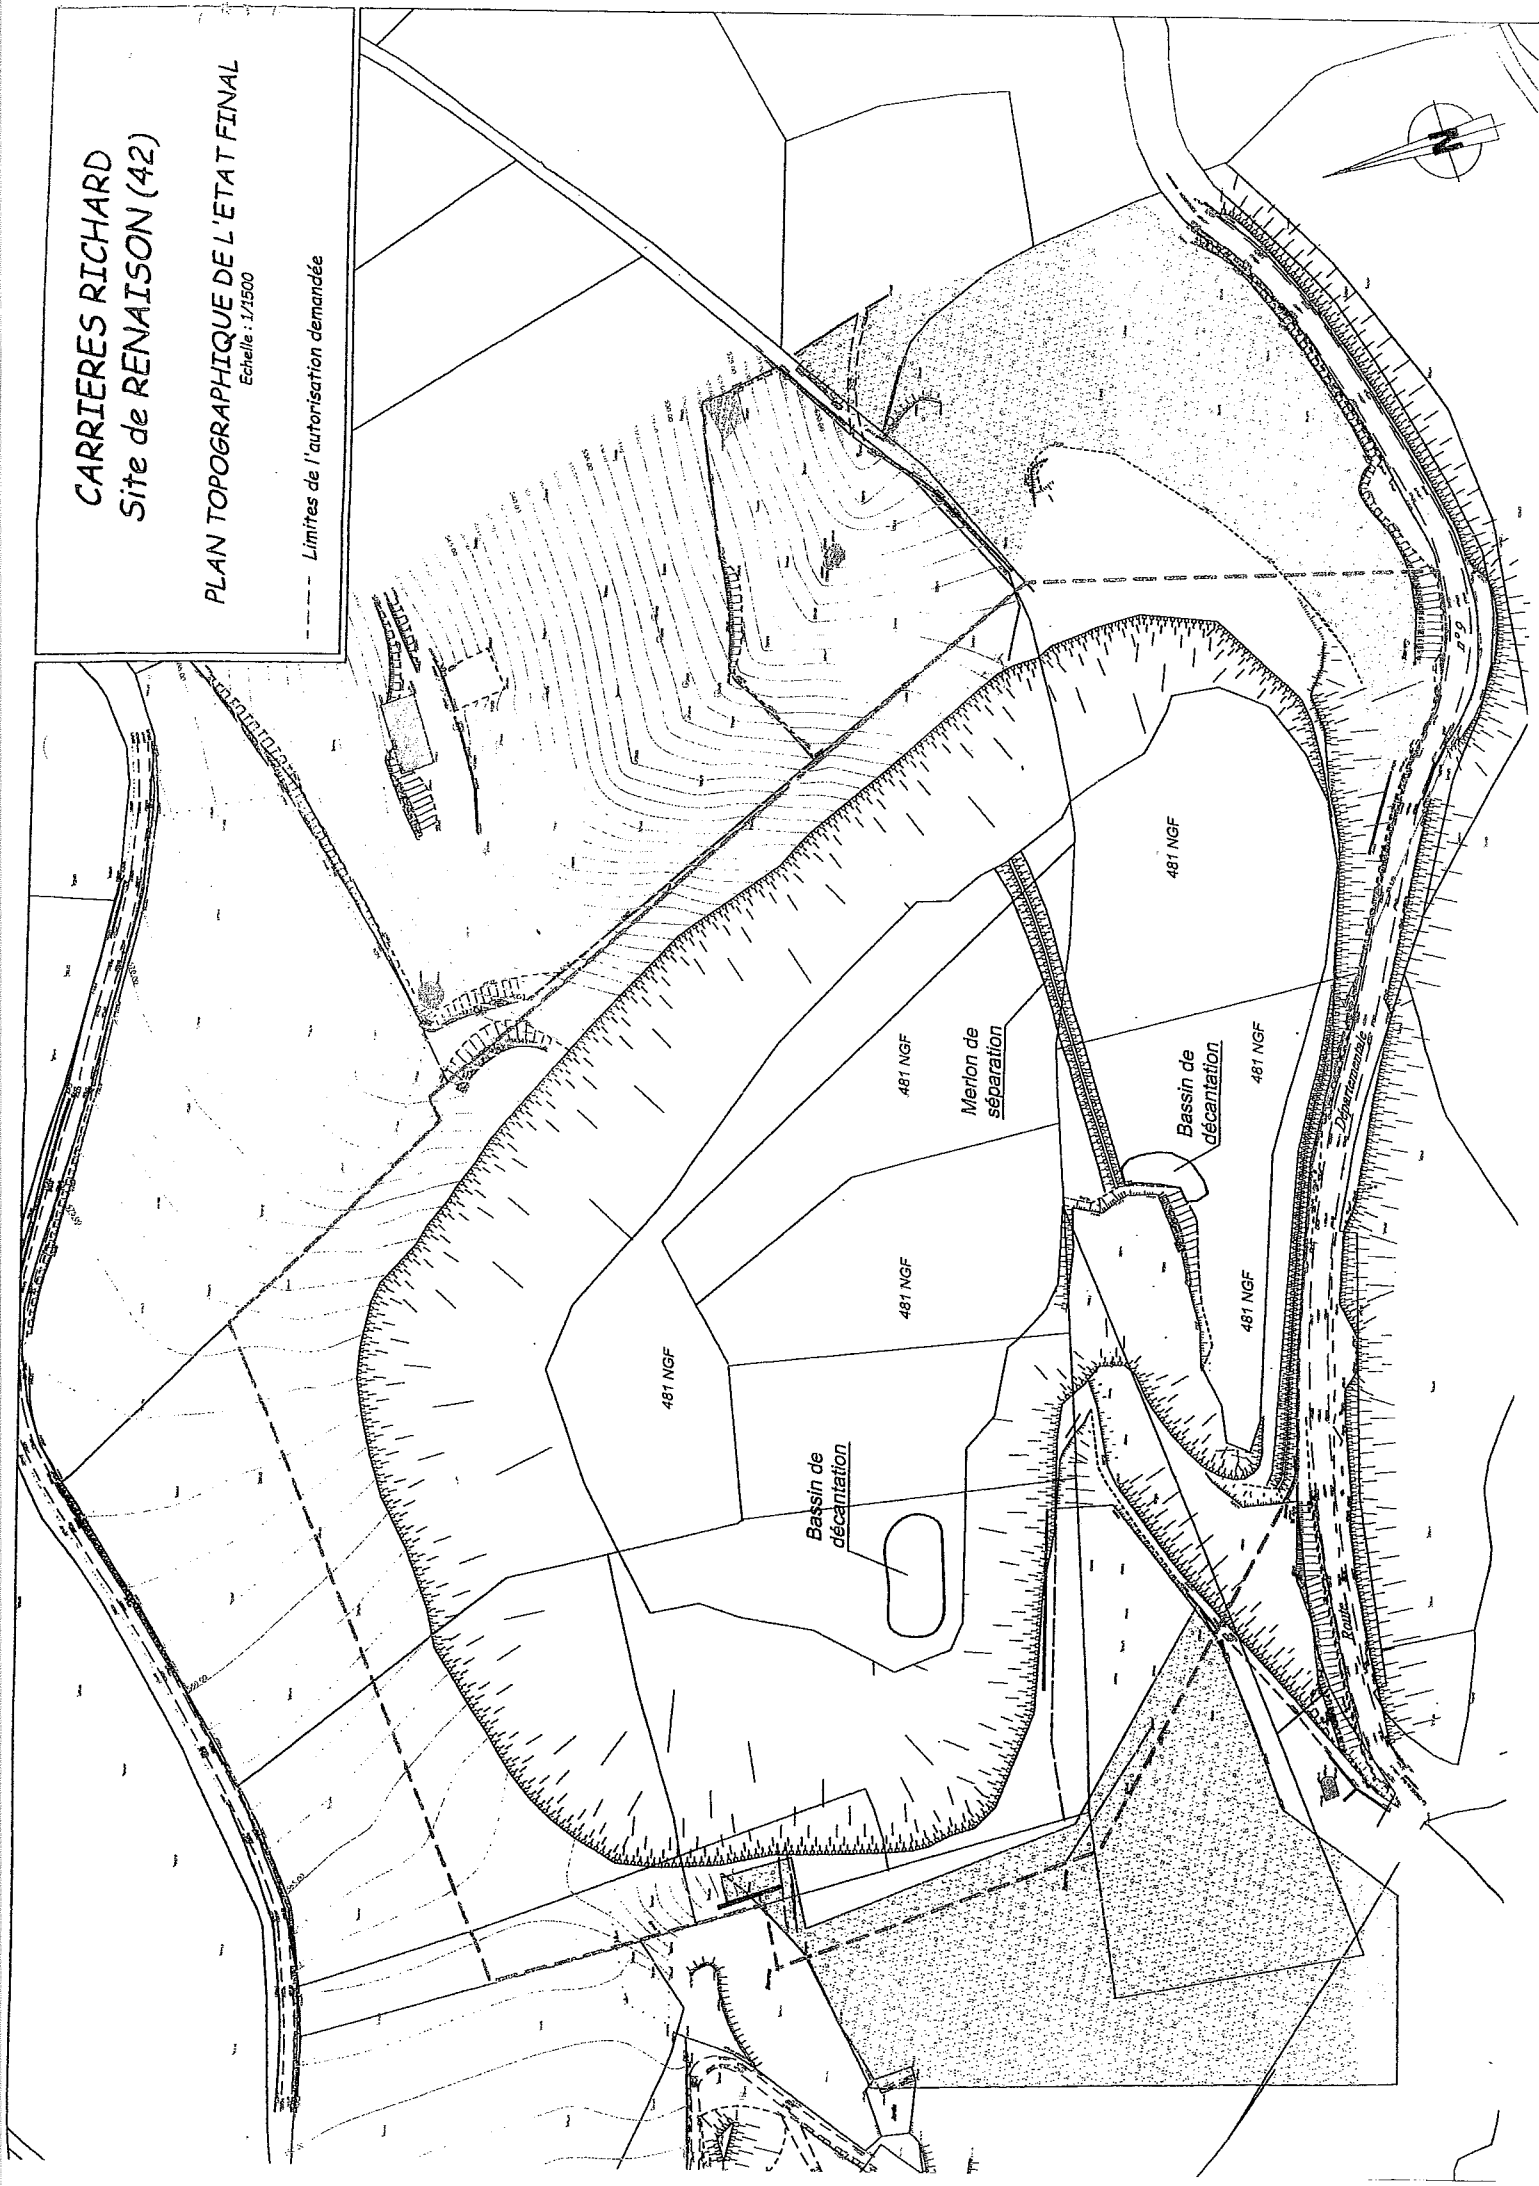 CARRIERES RICHARD
Site de RENAISON (42)
PLAN TOPOGRAPHIQUE DE L'ETAT FINAL
Echelle : 1/1500
Limites de l'autorisation demandée
N
481 NGF
481 NGF
481 NGF
481 NGF
481 NGF
481 NGF
Merlon de
séparation
Bassin de
décantation
Bassin de
décantation
Route
Départementale
n°9